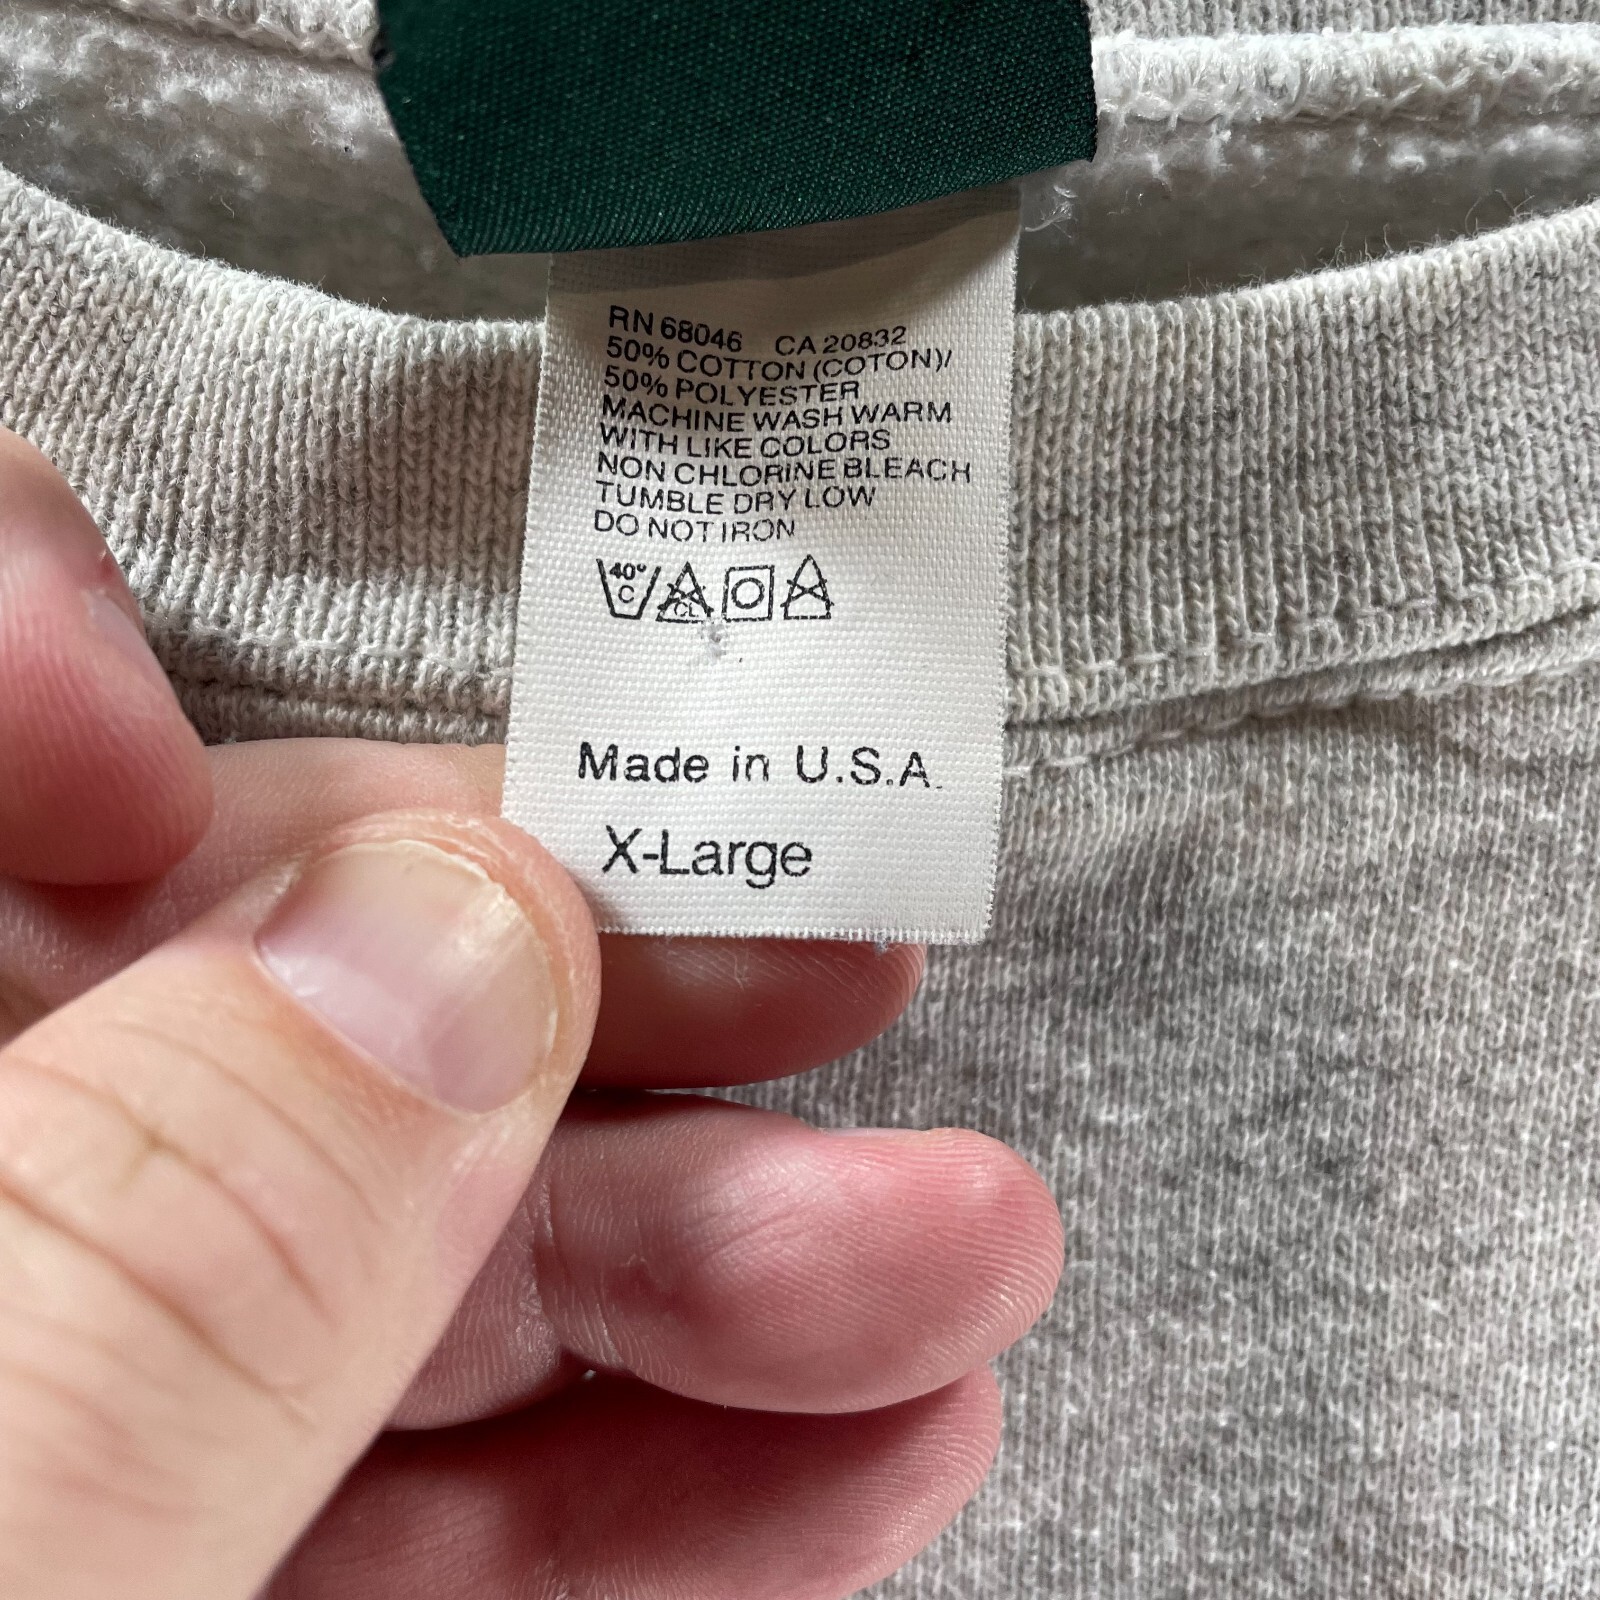 RN 68046 CA 20832
50% COTTON (COTON)/
50% POLYESTER
MACHINE WASH WARM
WITH LIKE COLORS
NON CHLORINE BLEACH
TUMBLE DRY LOW
DO NOT IRON
40° C CL
Made in U.S.A.
X-Large